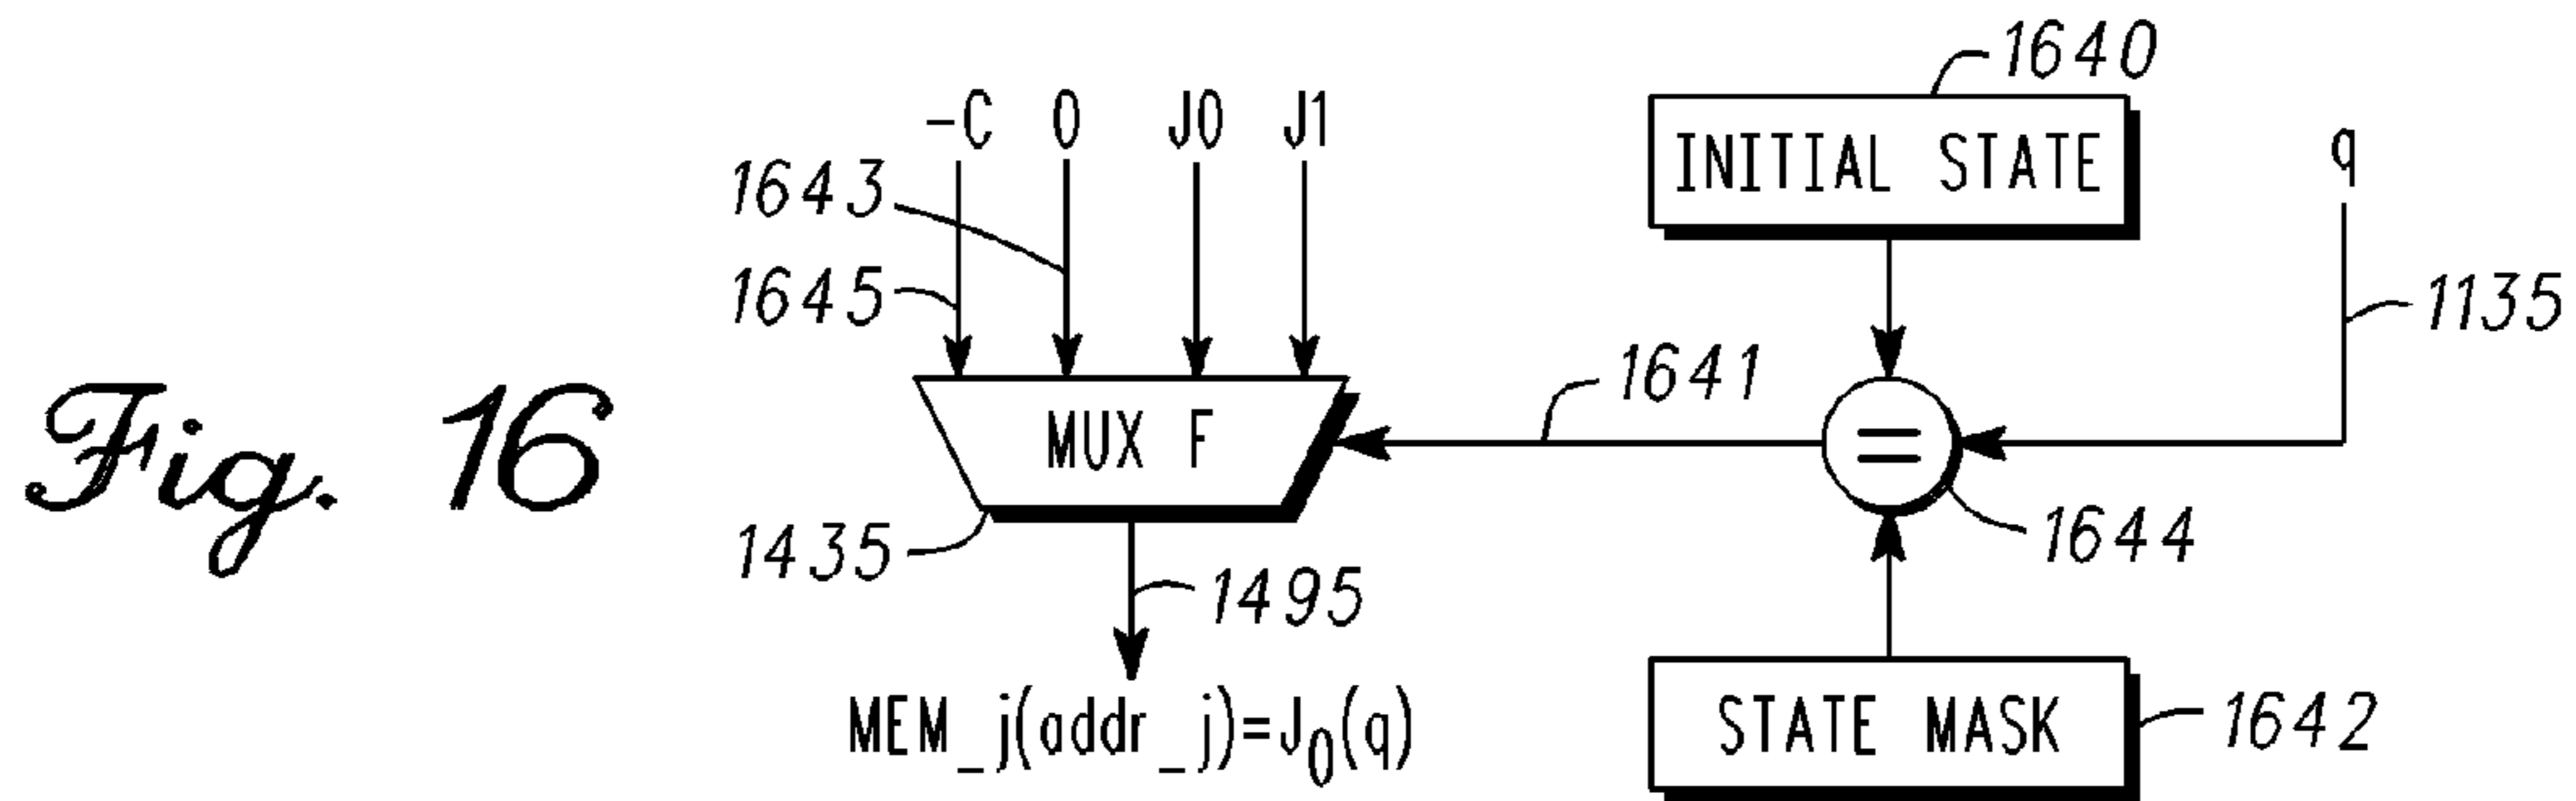 1640
-C 0 J0 J1
INITIAL STATE
q
1643
1645
1135
1641
MUX F
=
Fig. 16
1435
1644
1495
MEM_j(addr_j)=J₀(q)
STATE MASK
1642